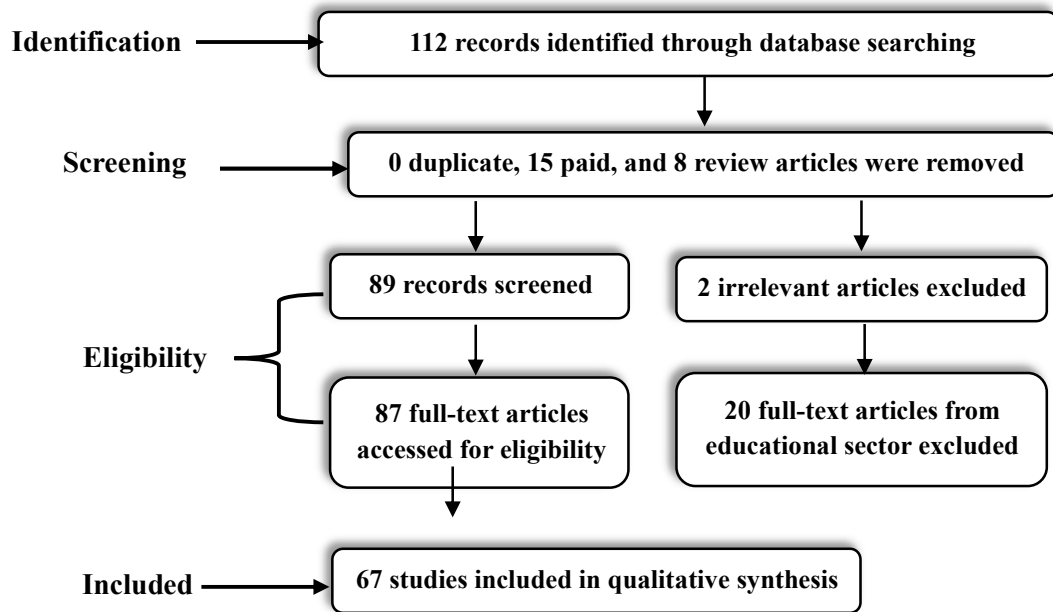 Identification
112 records identified through database searching
Screening
0 duplicate, 15 paid, and 8 review articles were removed
89 records screened
2 irrelevant articles excluded
Eligibility
87 full-text articles
accessed for eligibility
20 full-text articles from
educational sector excluded
Included
67 studies included in qualitative synthesis